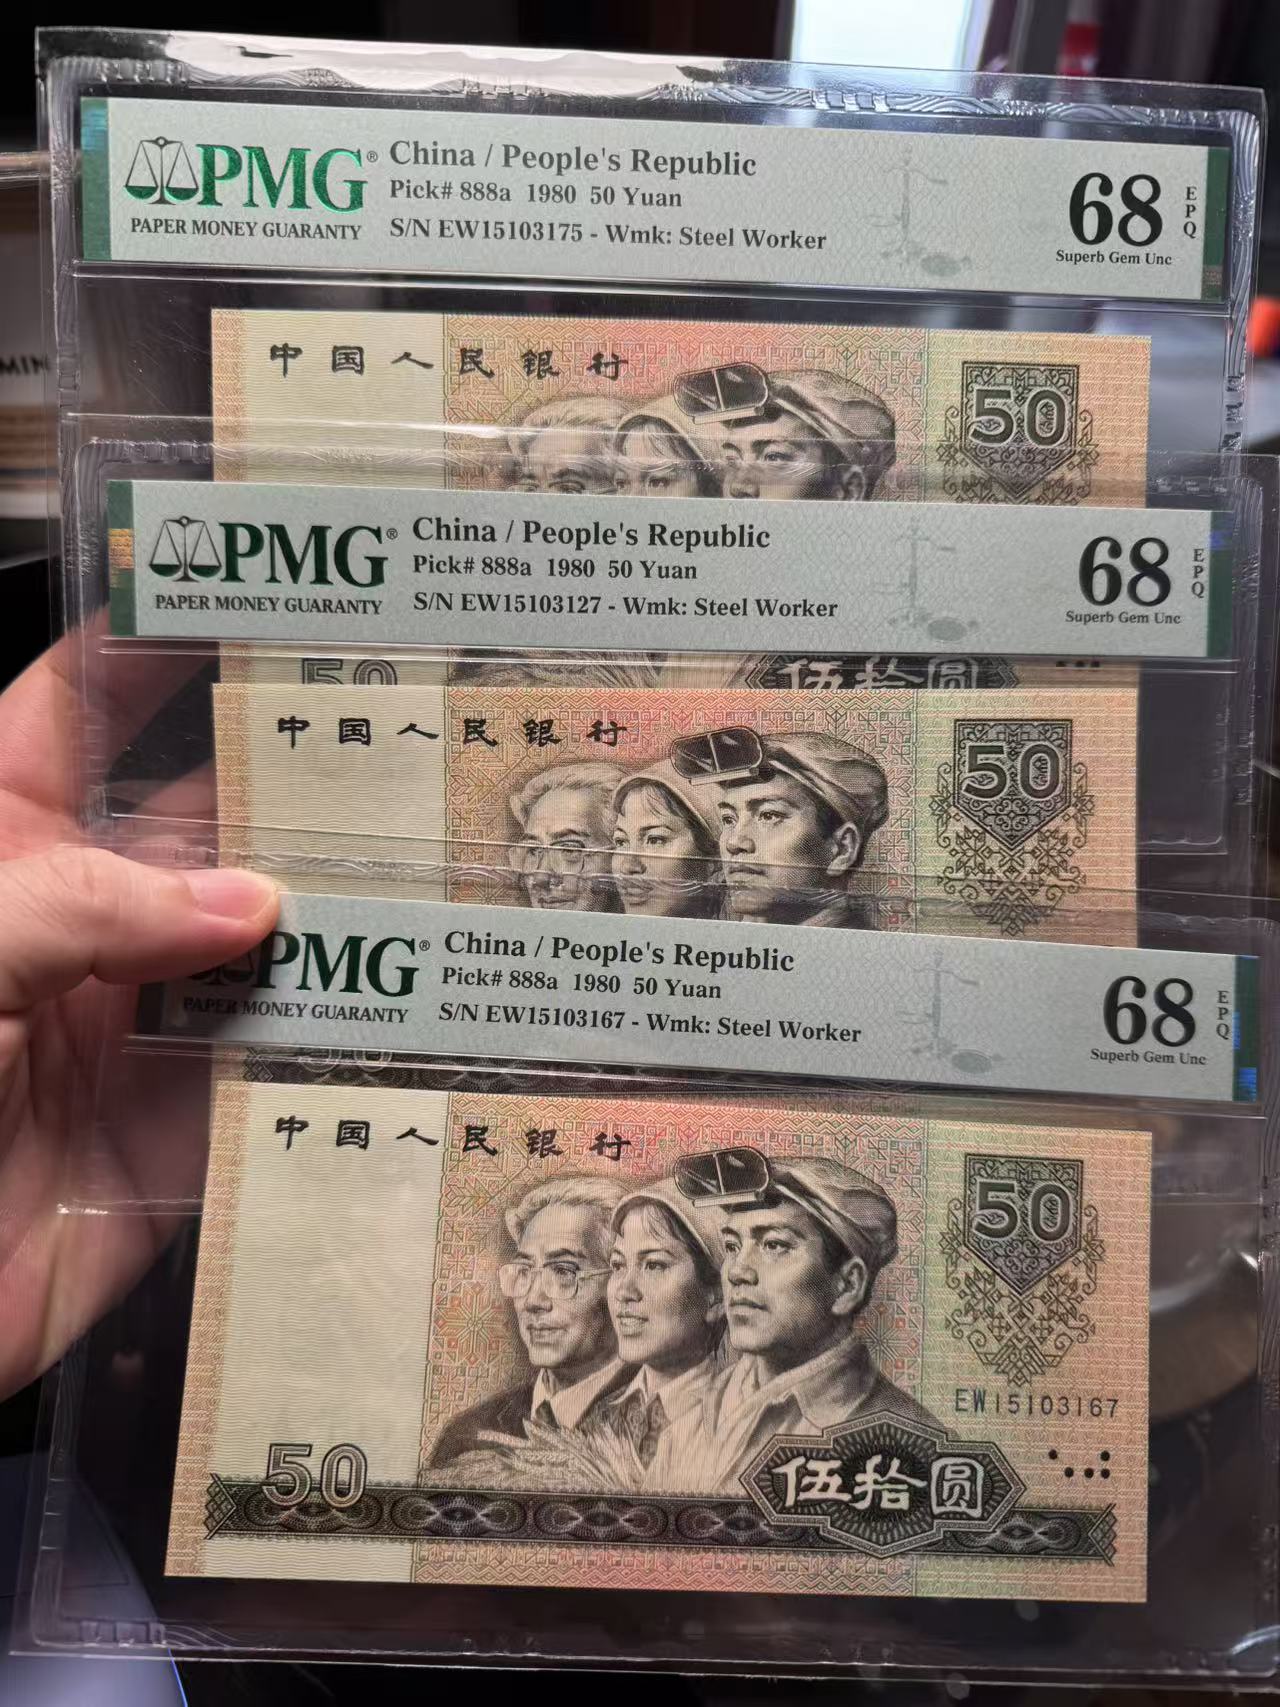 PMG®
PAPER MONEY GUARANTY
China / People's Republic
Pick# 888a 1980 50 Yuan
S/N EW15103175 - Wmk: Steel Worker
68
EPQ
Superb Gem Unc
中国人民银行
50
50
伍拾圆
PMG®
PAPER MONEY GUARANTY
China / People's Republic
Pick# 888a 1980 50 Yuan
S/N EW15103127 - Wmk: Steel Worker
68
EPQ
Superb Gem Unc
中国人民银行
50
PMG®
PAPER MONEY GUARANTY
China / People's Republic
Pick# 888a 1980 50 Yuan
S/N EW15103167 - Wmk: Steel Worker
68
EPQ
Superb Gem Unc
中国人民银行
50
EW15103167
50
伍拾圆